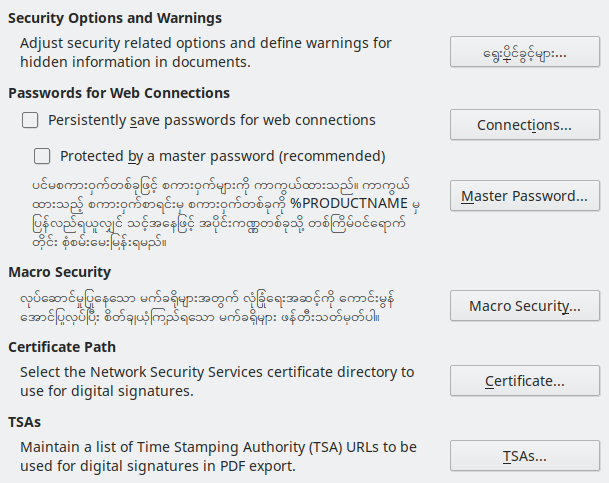 Security Options and Warnings
Adjust security related options and define warnings for
hidden information in documents.
ရွေးပိုင်ခွင့်များ...
Passwords for Web Connections
Persistently save passwords for web connections
Connections...
Protected by a master password (recommended)
ပင်မစကားဝှက်တစ်ခုဖြင့် စကားဝှက်များကို ကာကွယ်ထားသည်။ ကာကွယ်
ထားသည့် စကားဝှက်စာရင်းမှ စကားဝှက်တစ်ခုကို %PRODUCTNAME မှ
ပြန်လည်ရယူလျှင် သင့်အနေဖြင့် အပိုင်းကဏ္ဍတစ်ခုသို့ တစ်ကြိမ်ဝင်ရောက်
တိုင်း စုံစမ်းမေးမြန်းရမည်။
Master Password...
Macro Security
လုပ်ဆောင်မှုပြုနေသော မက်ခရိုများအတွက် လုံခြုံရေးအဆင့်ကို ကောင်းမွန်
အောင်ပြုလုပ်ပြီး စိတ်ချယုံကြည်ရသော မက်ခရိုများ ဖန်တီးသတ်မှတ်ပါ။
Macro Security...
Certificate Path
Select the Network Security Services certificate directory to
use for digital signatures.
Certificate...
TSAs
Maintain a list of Time Stamping Authority (TSA) URLs to be
used for digital signatures in PDF export.
TSAs...